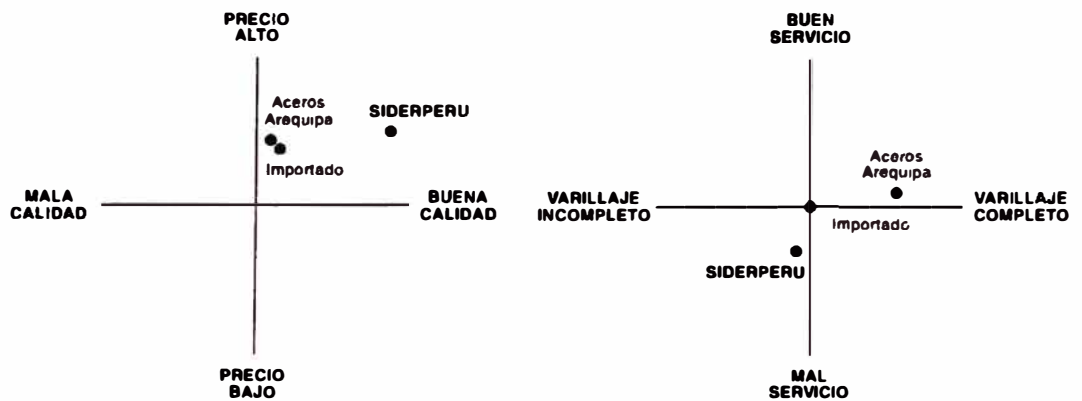 PRECIO
ALTO
Aceros
Arequipa
SIDERPERU
Importado
MALA
CALIDAD
BUENA
CALIDAD
PRECIO
BAJO
BUEN
SERVICIO
Aceros
Arequipa
VARILLAJE
INCOMPLETO
VARILLAJE
COMPLETO
Importado
SIDERPERU
MAL
SERVICIO